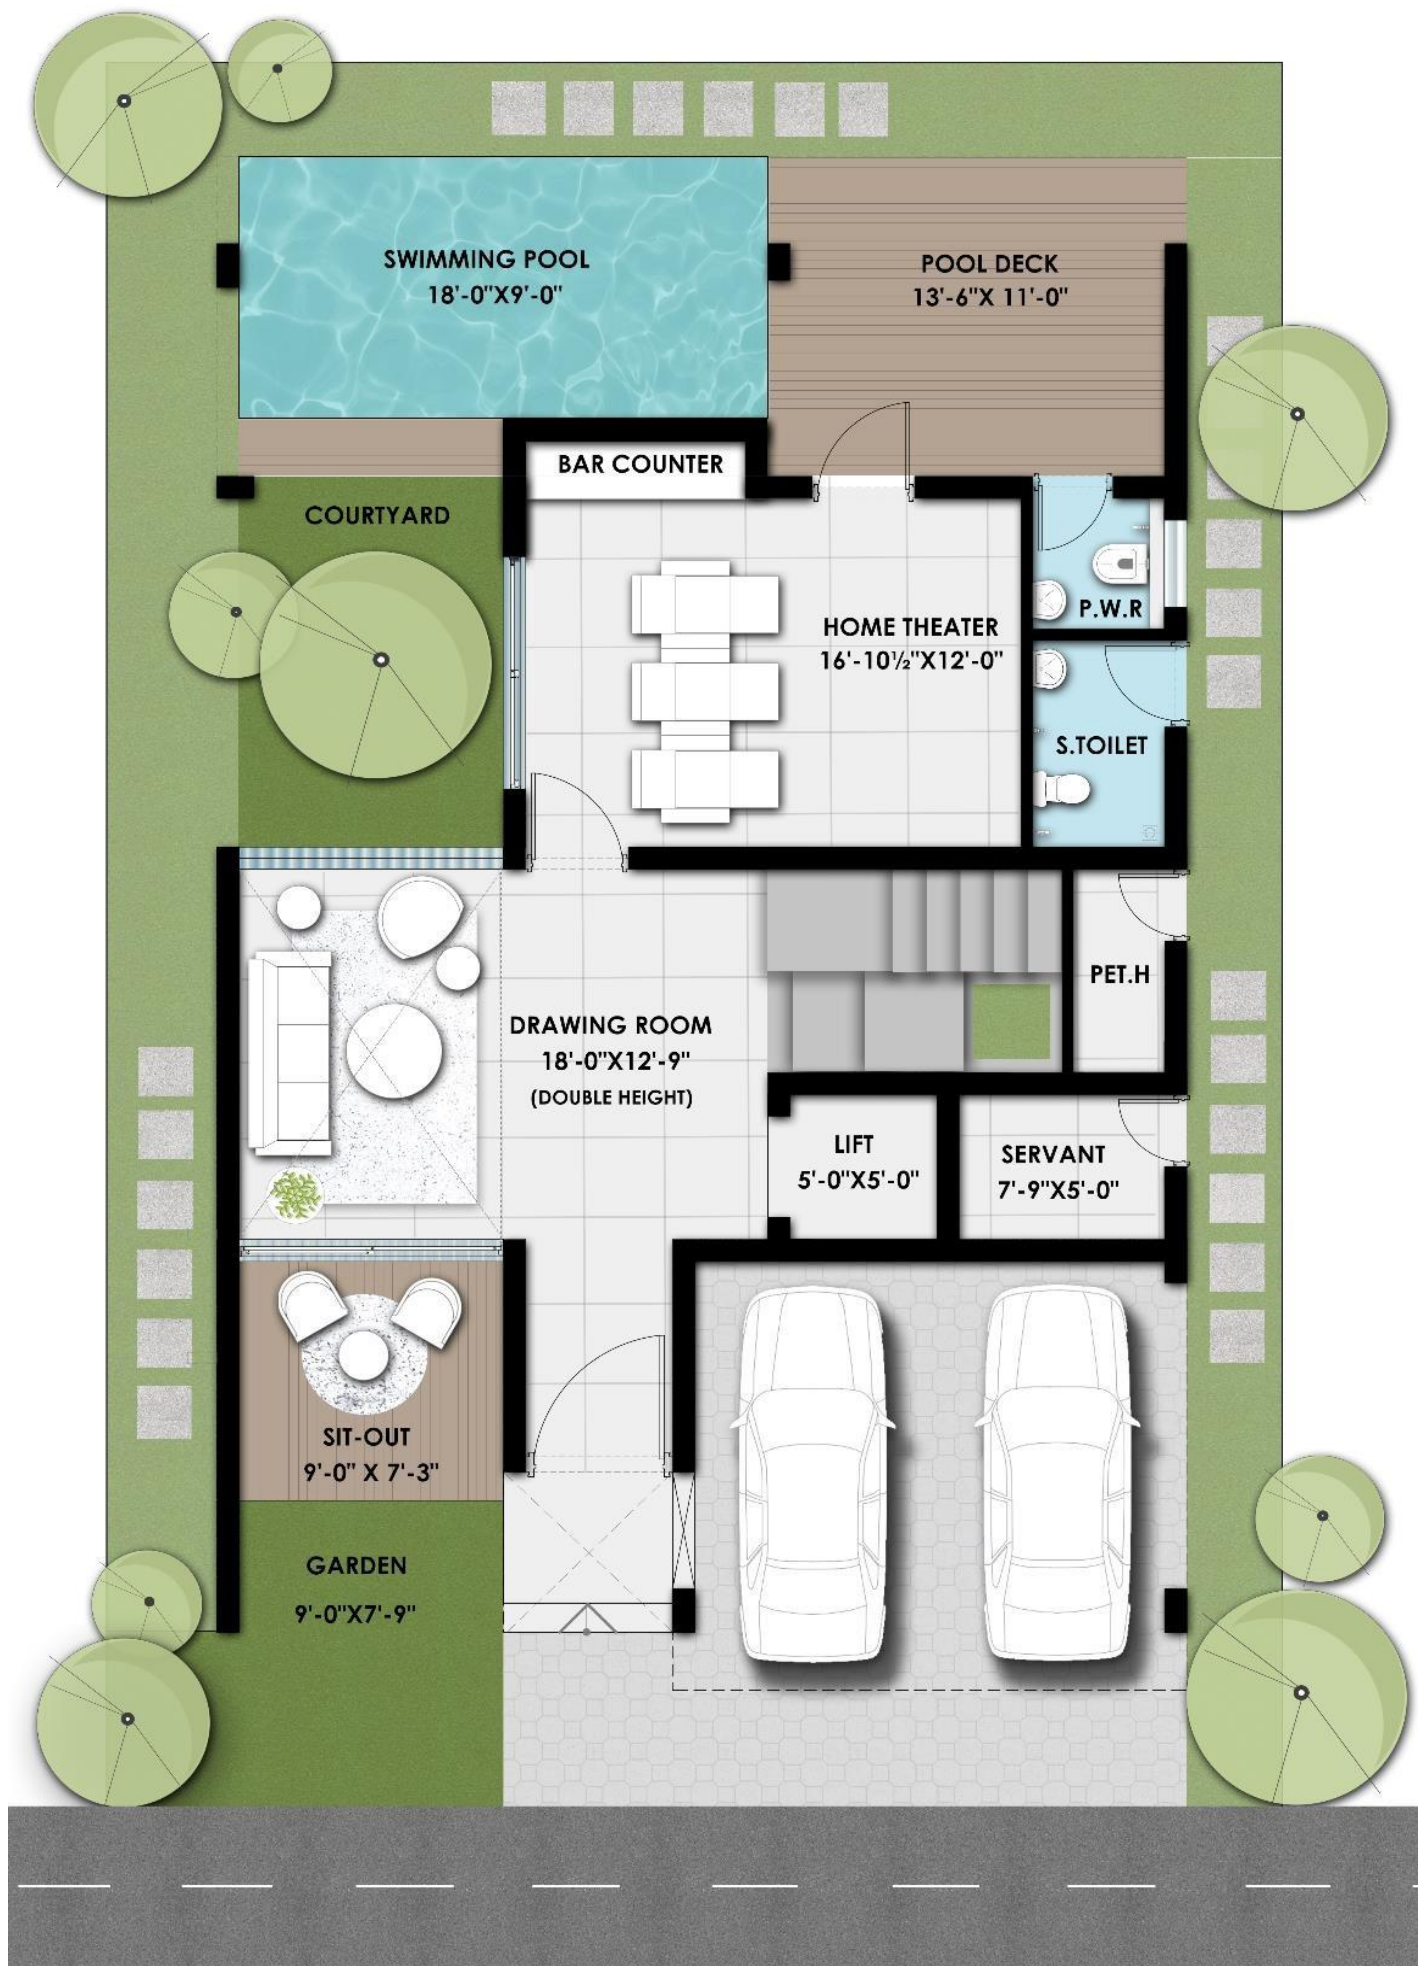 SWIMMING POOL
18'-0"X9'-0"
POOL DECK
13'-6"X 11'-0"
BAR COUNTER
COURTYARD
HOME THEATER
16'-10½"X12'-0"
P.W.R
S.TOILET
PET.H
DRAWING ROOM
18'-0"X12'-9"
(DOUBLE HEIGHT)
LIFT
5'-0"X5'-0"
SERVANT
7'-9"X5'-0"
SIT-OUT
9'-0" X 7'-3"
GARDEN
9'-0"X7'-9"